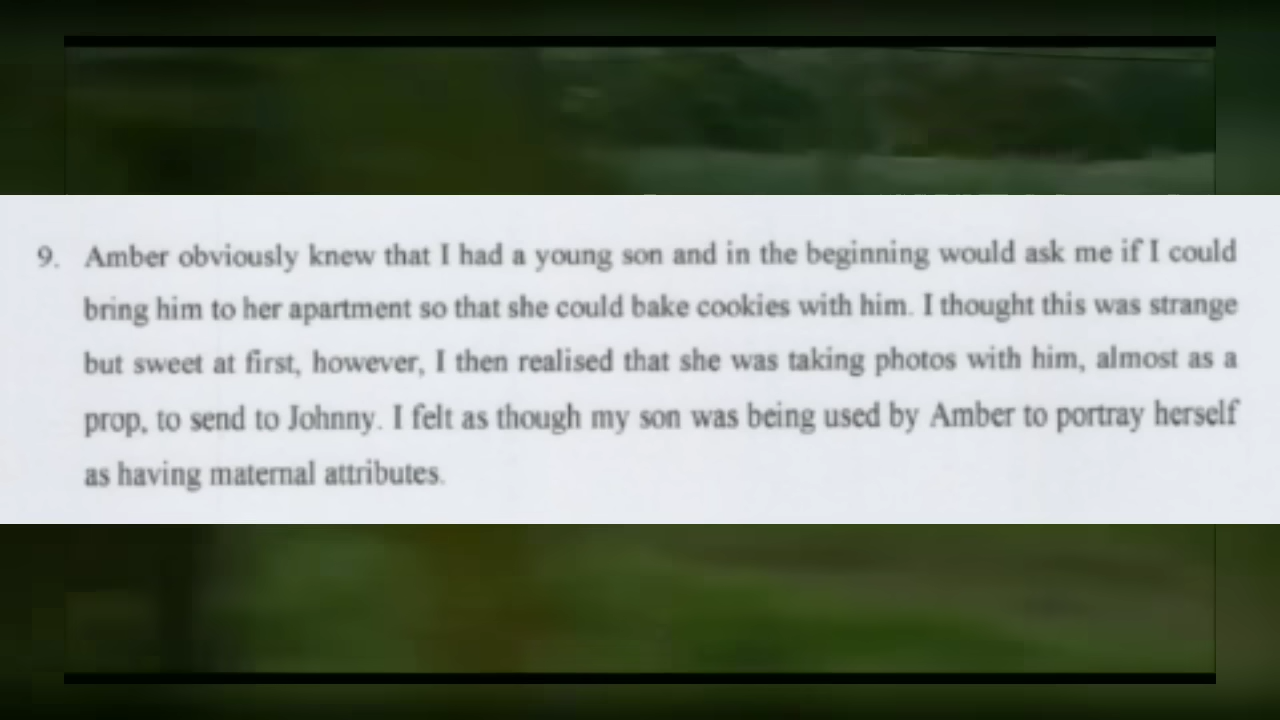 9. Amber obviously knew that I had a young son and in the beginning would ask me if I could
bring him to her apartment so that she could bake cookies with him. I thought this was strange
but sweet at first, however, I then realised that she was taking photos with him, almost as a
prop, to send to Johnny. I felt as though my son was being used by Amber to portray herself
as having maternal attributes.